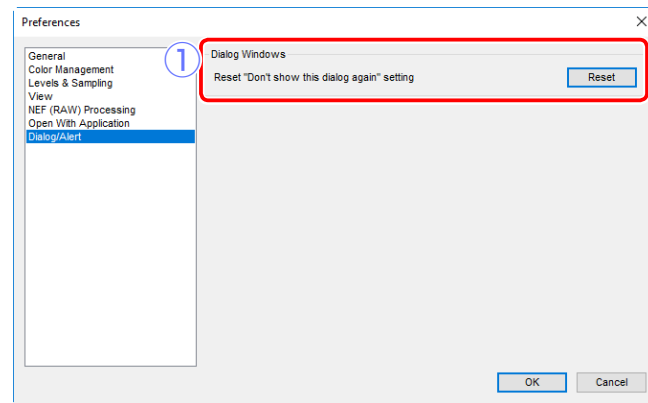 Preferences
General
Color Management
Levels & Sampling
View
NEF (RAW) Processing
Open With Application
Dialog/Alert
1
Dialog Windows
Reset "Don't show this dialog again" setting
Reset
OK
Cancel